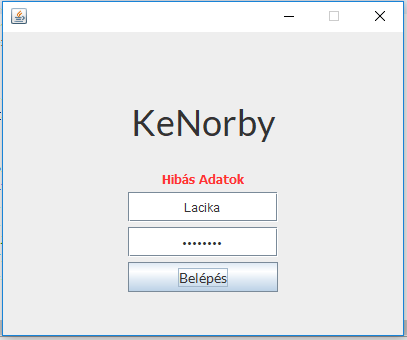 KeNorby
Hibás Adatok
Lacika
••••••••
Belépés